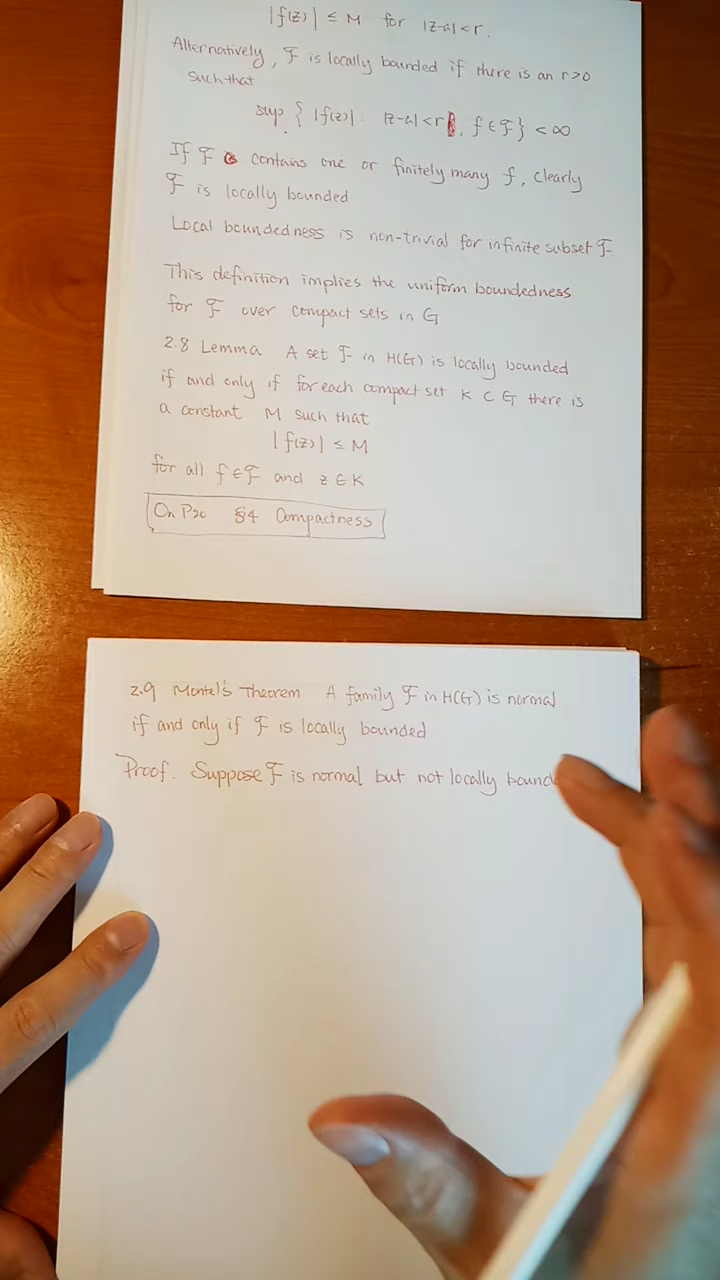 |f(z)| ≤ M for |z-a| < r.
Alternatively, F is locally bounded if there is an r>0
such that
sup { |f(z)| : |z-a| < r, f ∈ F } < ∞
If F contains one or finitely many f, clearly
F is locally bounded
Local boundedness is non-trivial for infinite subset F
This definition implies the uniform boundedness
for F over compact sets in G
2.8 Lemma A set F in H(G) is locally bounded
if and only if for each compact set K ⊂ G there is
a constant M such that
|f(z)| ≤ M
for all f ∈ F and z ∈ K
On P20 §4 Compactness
2.9 Montel's Theorem A family F in H(G) is normal
if and only if F is locally bounded
Proof. Suppose F is normal but not locally bound